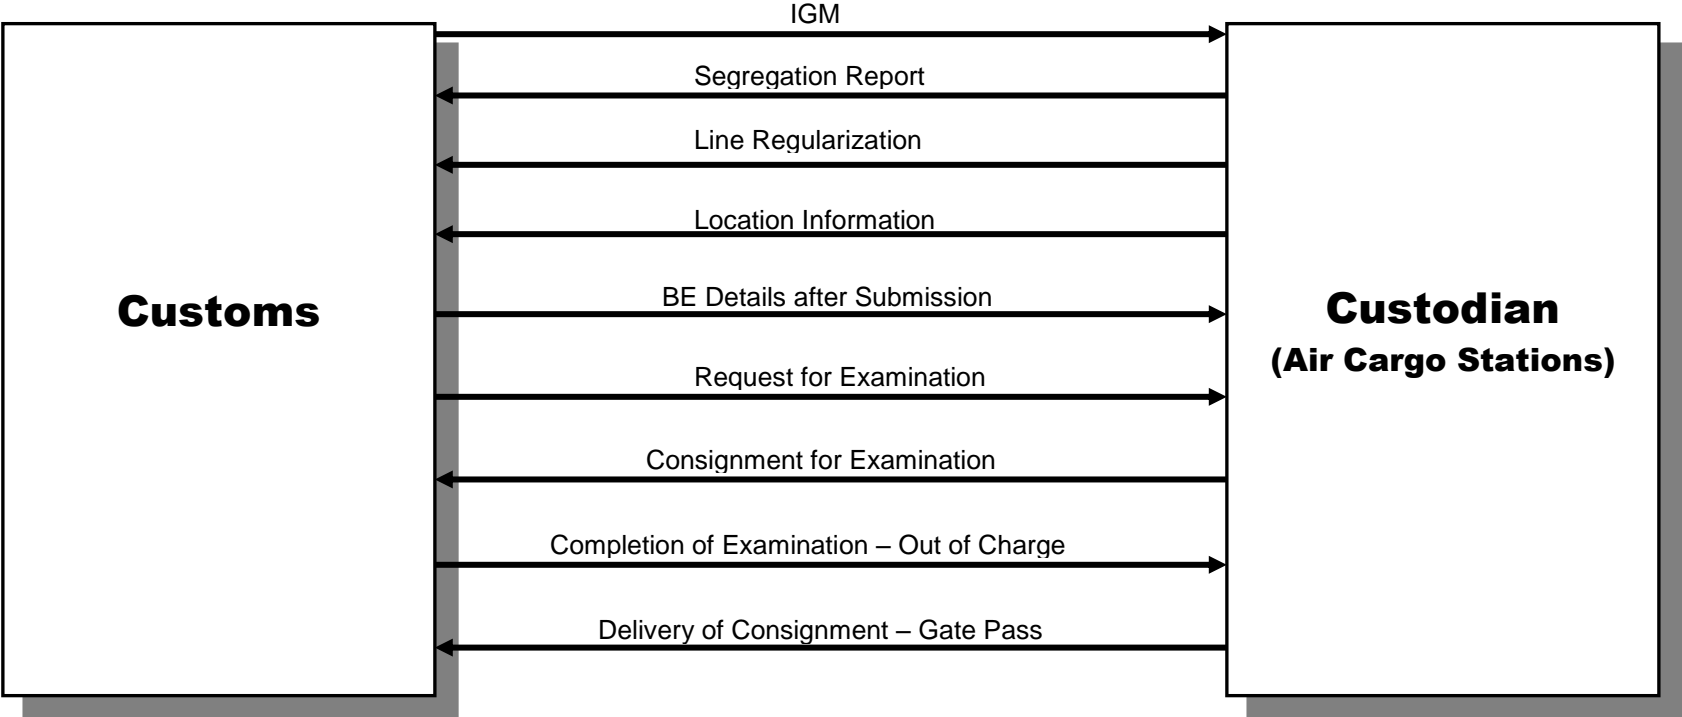 IGM
Segregation Report
Line Regularization
Location Information
BE Details after Submission
Request for Examination
Consignment for Examination
Completion of Examination – Out of Charge
Delivery of Consignment – Gate Pass
Customs
Custodian
(Air Cargo Stations)